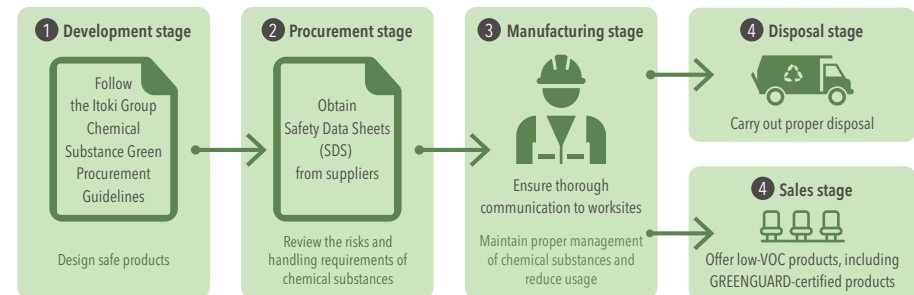 1 Development stage
Follow
the Itoki Group
Chemical
Substance Green
Procurement
Guidelines
Design safe products
2 Procurement stage
Obtain
Safety Data Sheets
(SDS)
from suppliers
Review the risks and
handling requirements of
chemical substances
3 Manufacturing stage
Ensure thorough
communication to worksites
Maintain proper management
of chemical substances and
reduce usage
4 Disposal stage
Carry out proper disposal
4 Sales stage
Offer low-VOC products, including
GREENGUARD-certified products